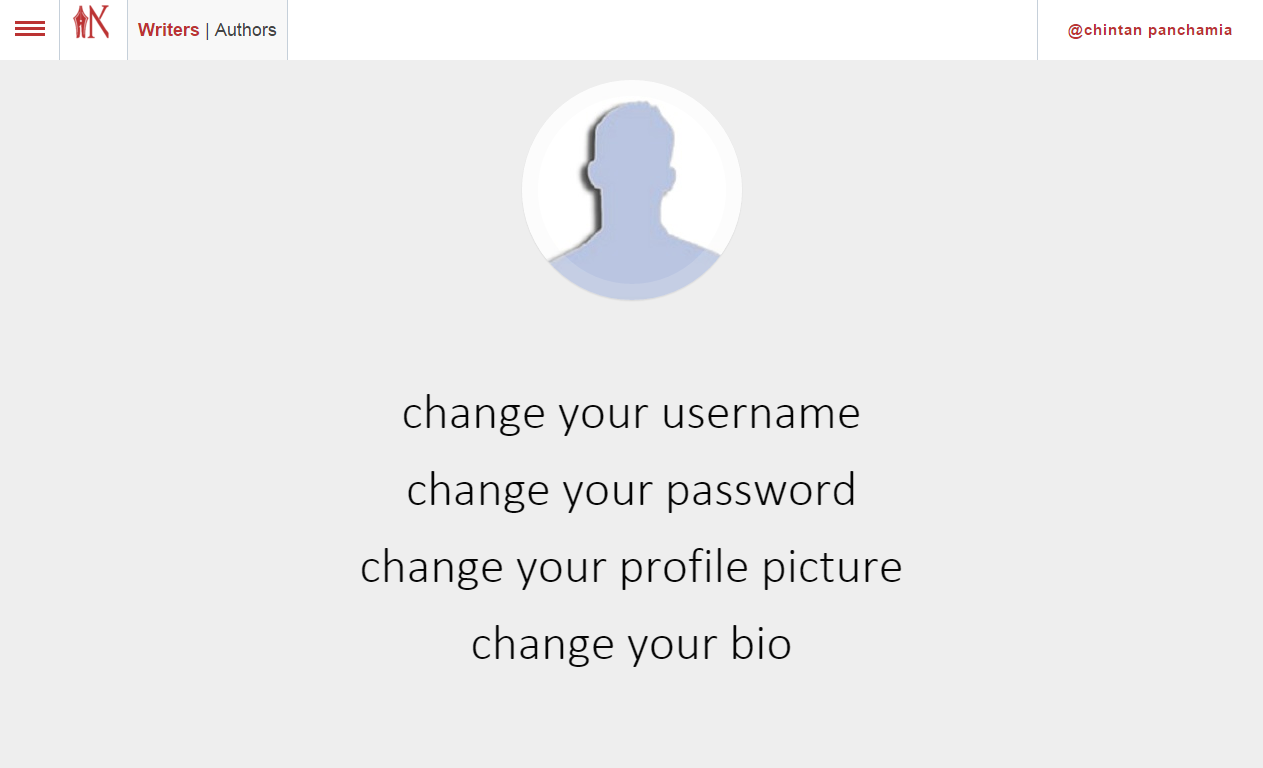 Writers | Authors
@chintan panchamia
change your username
change your password
change your profile picture
change your bio